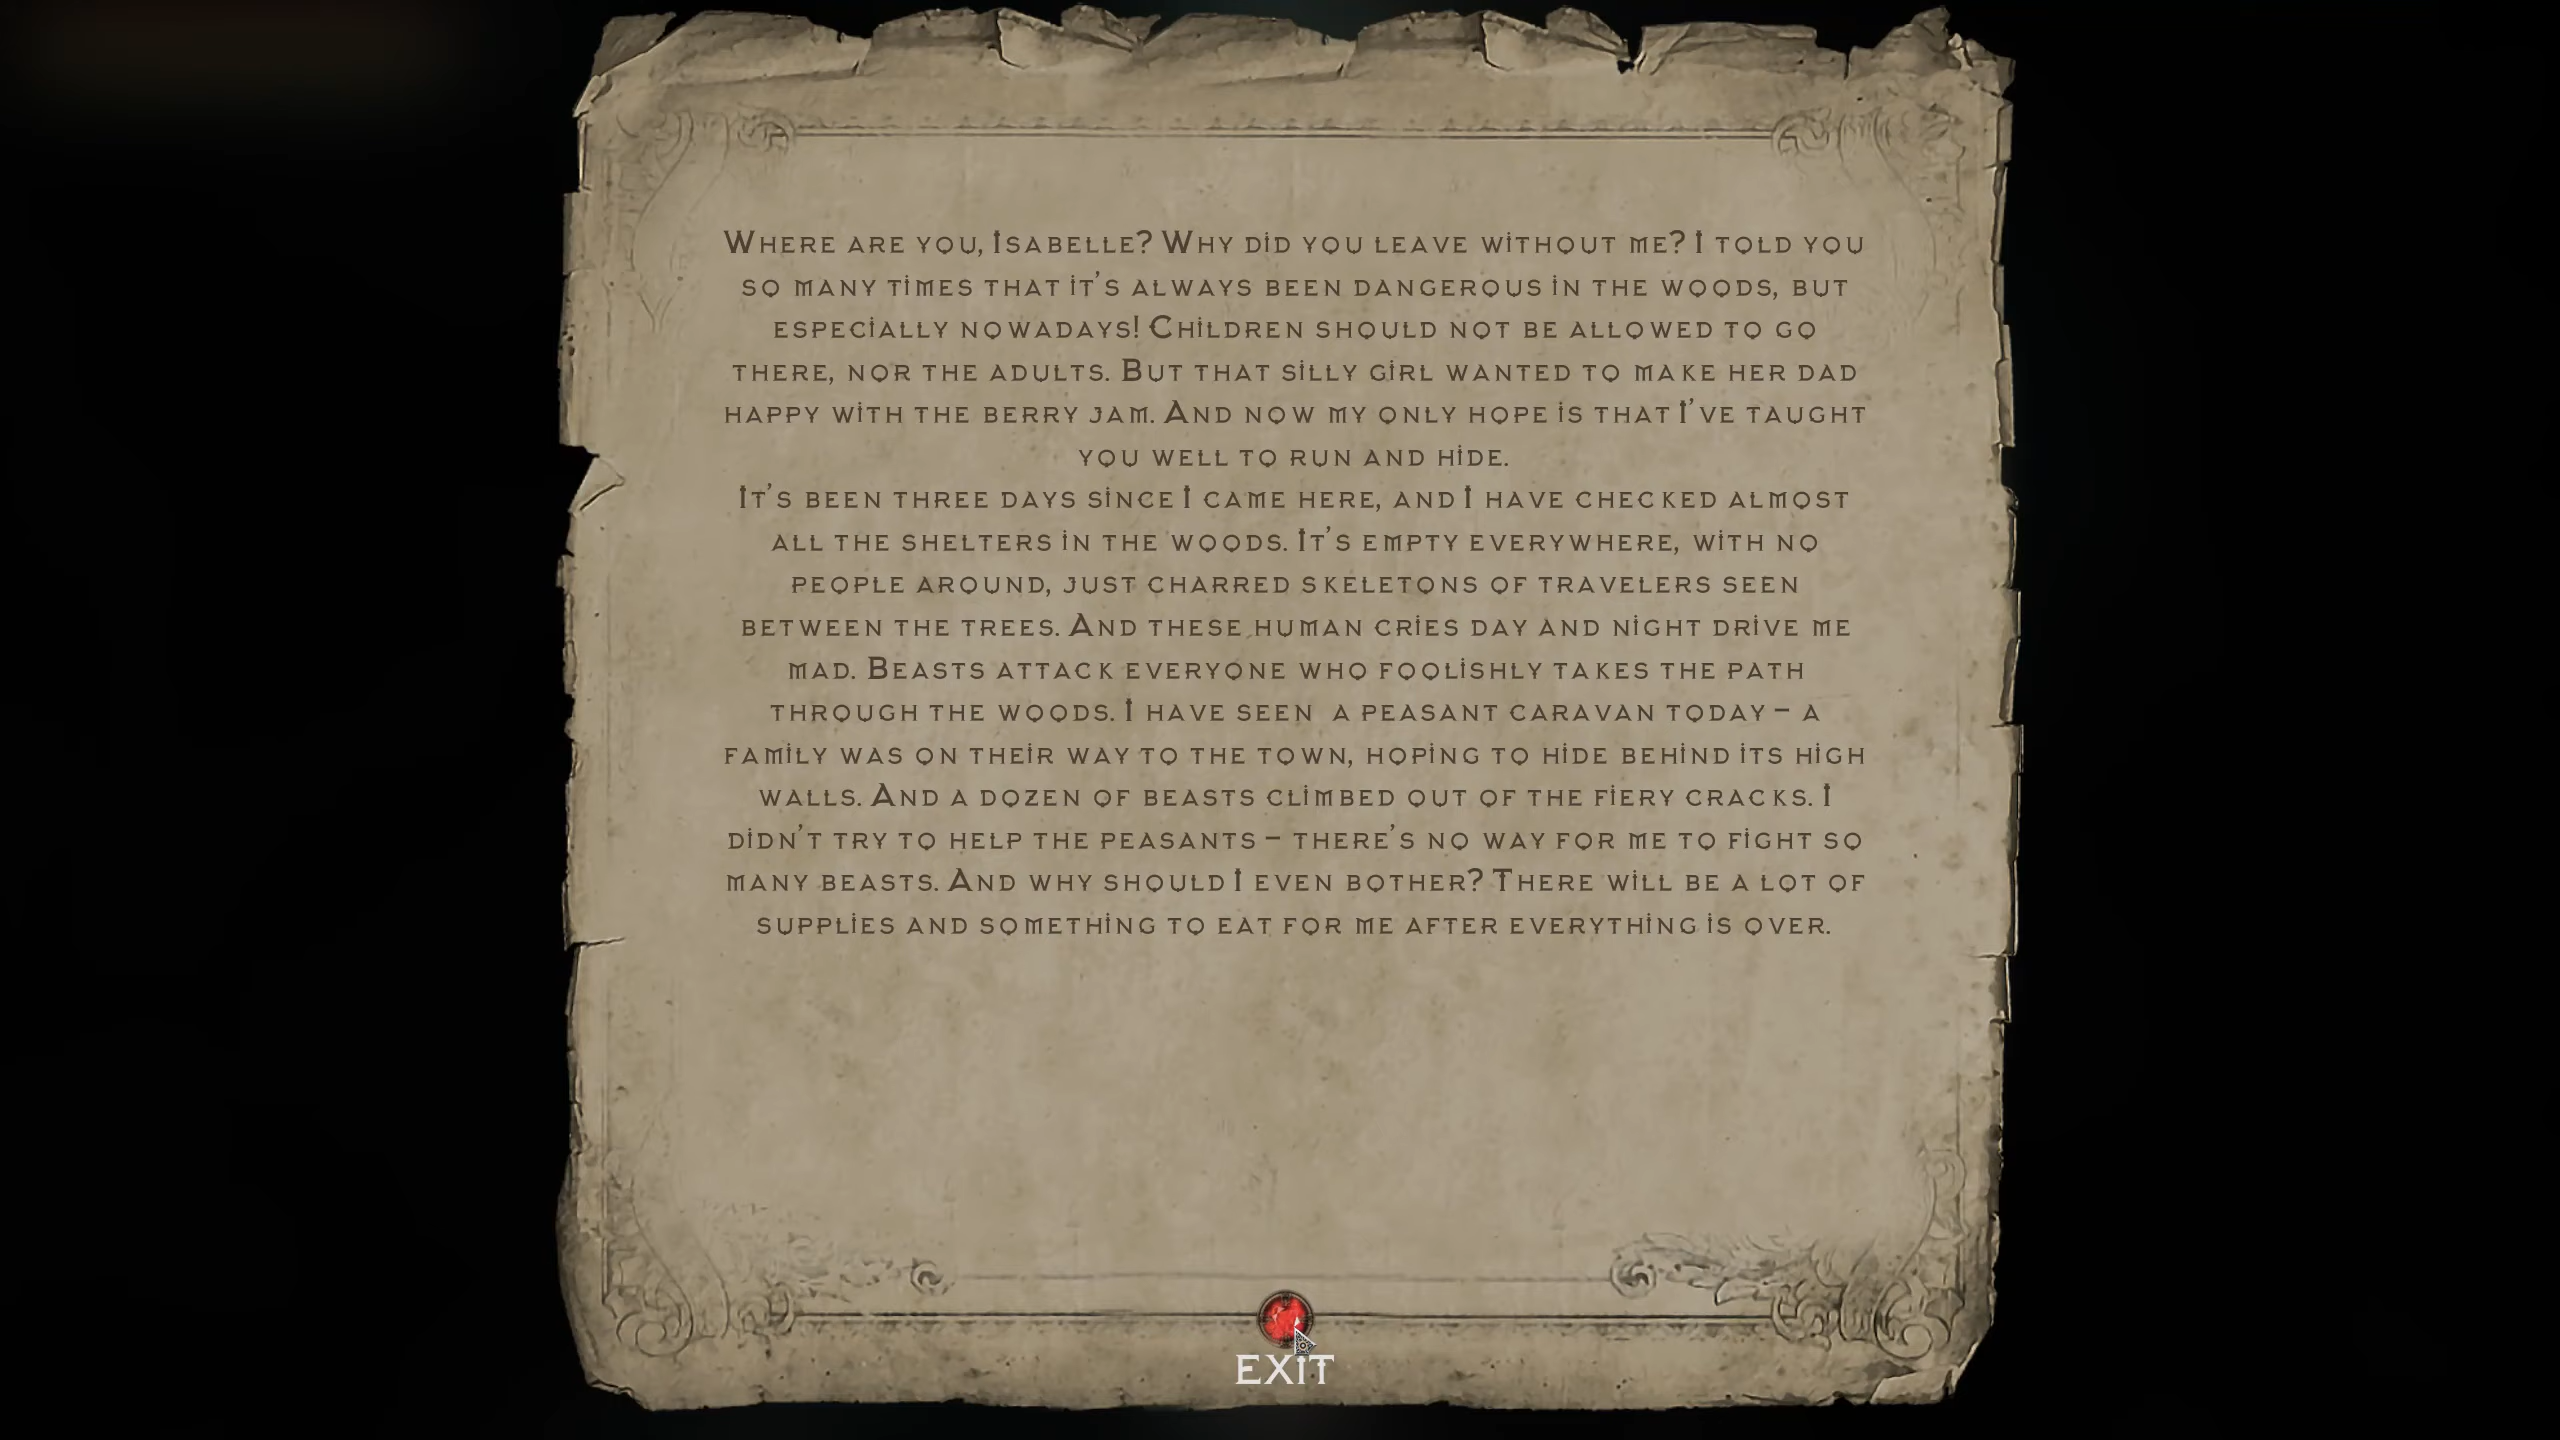 Where are you, Isabelle? Why did you leave without me? I told you
so many times that it's always been dangerous in the woods, but
especially nowadays! Children should not be allowed to go
there, nor the adults. But that silly girl wanted to make her dad
happy with the berry jam. And now my only hope is that I've taught
you well to run and hide.
It's been three days since I came here, and I have checked almost
all the shelters in the woods. It's empty everywhere, with no
people around, just charred skeletons of travelers seen
between the trees. And these human cries day and night drive me
mad. Beasts attack everyone who foolishly takes the path
through the woods. I have seen  a peasant caravan today – a
family was on their way to the town, hoping to hide behind its high
walls. And a dozen of beasts climbed out of the fiery cracks. I
didn't try to help the peasants – there's no way for me to fight so
many beasts. And why should I even bother? There will be a lot of
supplies and something to eat for me after everything is over.
EXIT